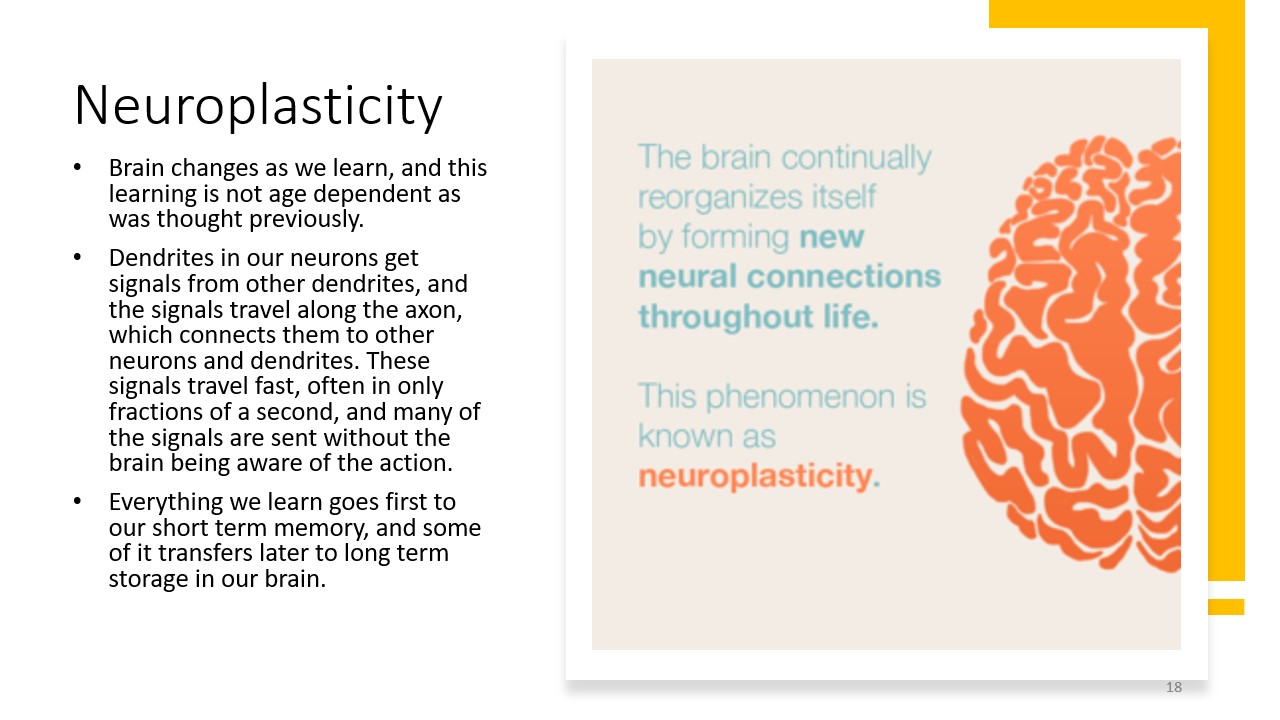 Neuroplasticity
• Brain changes as we learn, and this
learning is not age dependent as
was thought previously.
• Dendrites in our neurons get
signals from other dendrites, and
the signals travel along the axon,
which connects them to other
neurons and dendrites. These
signals travel fast, often in only
fractions of a second, and many of
the signals are sent without the
brain being aware of the action.
• Everything we learn goes first to
our short term memory, and some
of it transfers later to long term
storage in our brain.
The brain continually
reorganizes itself
by forming new
neural connections
throughout life.
This phenomenon is
known as
neuroplasticity.
18